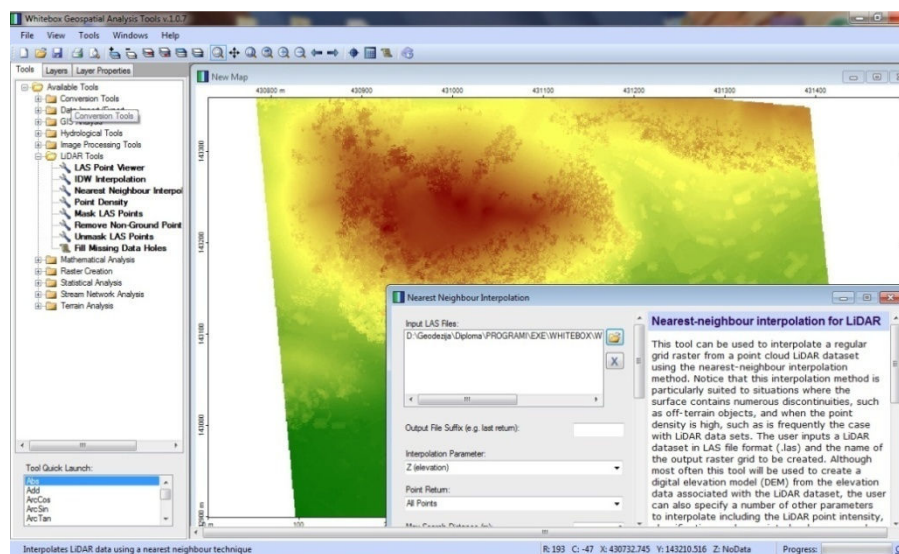 Whitebox Geospatial Analysis Tools v.1.0.7
File View Tools Windows Help
Tools Layers Layer Properties
Available Tools
Conversion Tools
Conversion Tools
Hydrological Tools
Image Processing Tools
LiDAR Tools
LAS Point Viewer
IDW Interpolation
Nearest Neighbour Interpol
Point Density
Mask LAS Points
Remove Non-Ground Point
Unmask LAS Points
Fill Missing Data Holes
Mathematical Analysis
Raster Creation
Statistical Analysis
Stream Network Analysis
Terrain Analysis
Tool Quick Launch:
Abs
Add
ArcCos
ArcSin
ArcTan
New Map
430800 m 430900 431000 431100 431200 431300 431400
143300
143200
143100
143000
Nearest Neighbour Interpolation
Input LAS Files:
D:\Geodezija\Diploma\PROGRAMI\EXE\WHITEBOX\W
X
Output File Suffix (e.g. last return):
Interpolation Parameter:
Z (elevation)
Point Return:
All Points
Nearest-neighbour interpolation for LiDAR
This tool can be used to interpolate a regular
grid raster from a point cloud LiDAR dataset
using the nearest-neighbour interpolation
method. Notice that this interpolation method is
particularly suited to situations where the
surface contains numerous discontinuities, such
as off-terrain objects, and when the point
density is high, such as is frequently the case
with LiDAR data sets. The user inputs a LiDAR
dataset in LAS file format (.las) and the name of
the output raster grid to be created. Although
most often this tool will be used to create a
digital elevation model (DEM) from the elevation
data associated with the LiDAR dataset, the user
can also specify a number of other parameters
to interpolate including the LiDAR point intensity,
Interpolates LiDAR data using a nearest neighbour technique
R: 193 C: -47 X: 430732.745 Y: 143210.516 Z: NoData Progress: